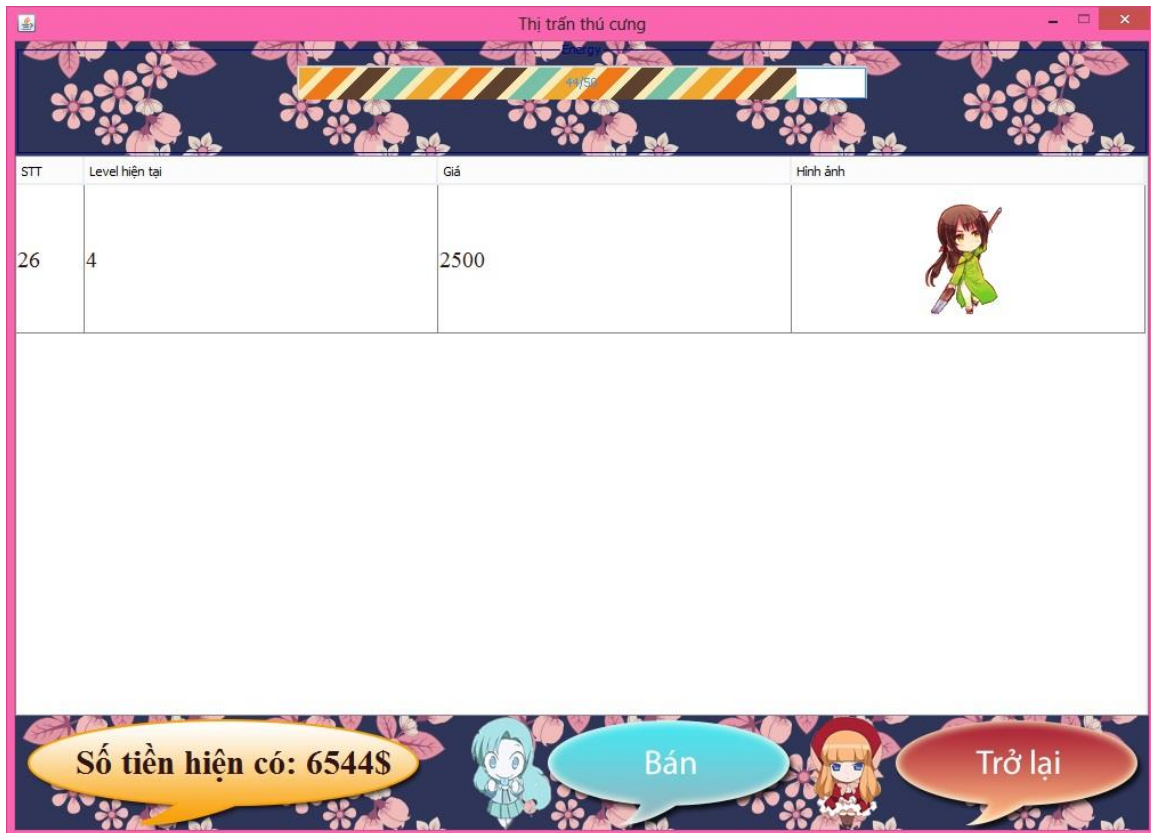 Thị trấn thú cưng
Energy
44/50
STT Level hiện tại Giá Hình ảnh
26 4 2500
Số tiền hiện có: 6544$ Bán Trở lại